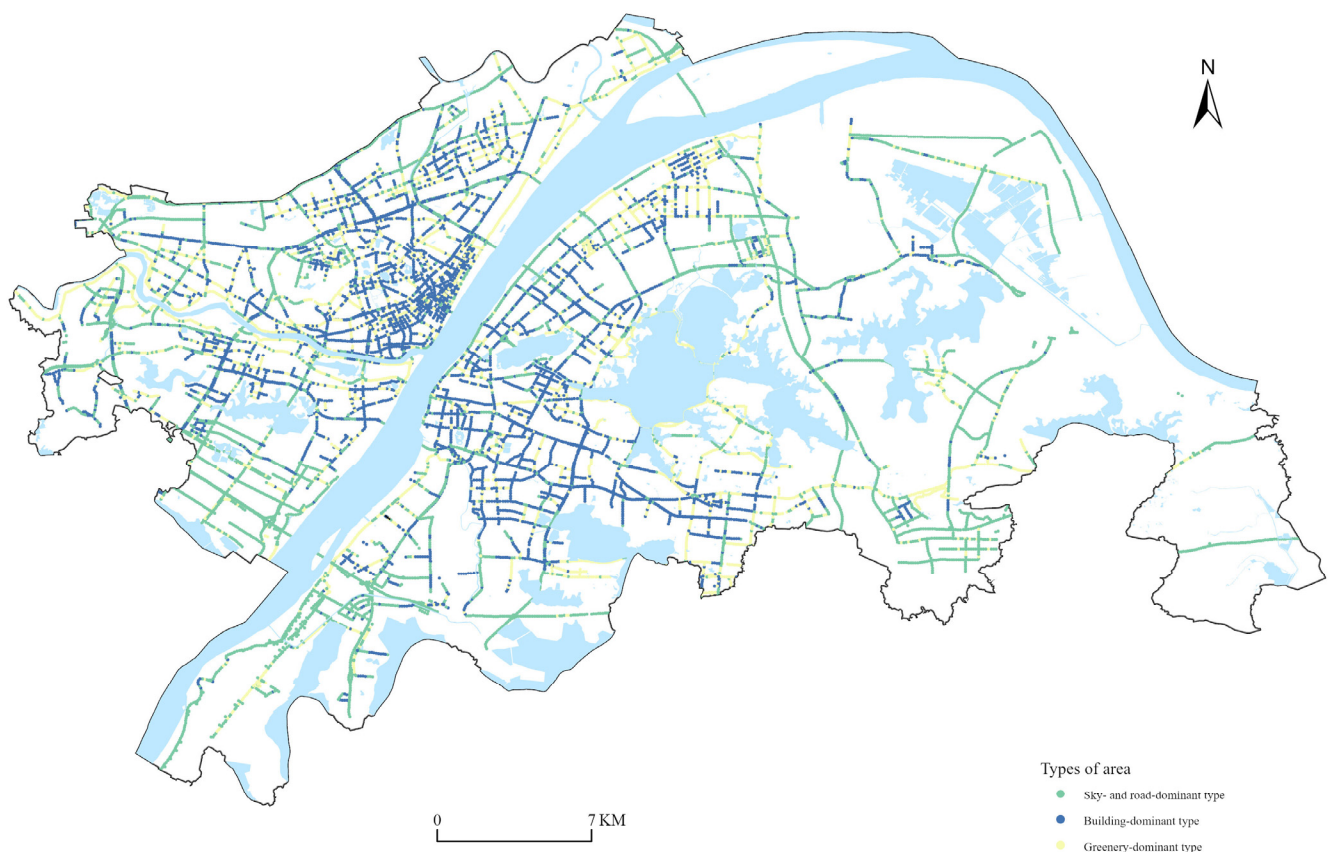 N
Types of area
Sky- and road-dominant type
Building-dominant type
Greenery-dominant type
0 7 KM